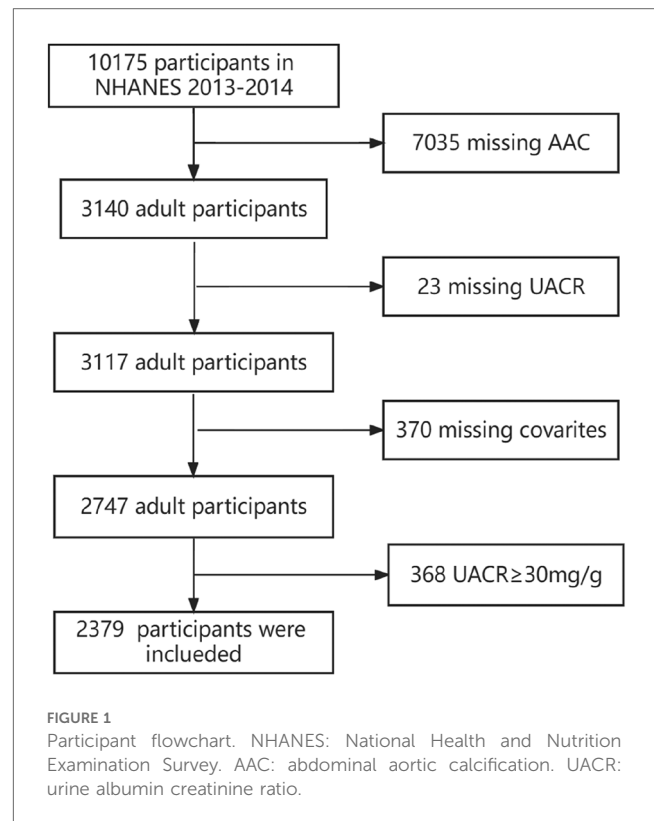 10175 participants in
NHANES 2013-2014
7035 missing AAC
3140 adult participants
23 missing UACR
3117 adult participants
370 missing covarites
2747 adult participants
368 UACR≥30mg/g
2379 participants were
inclueded
FIGURE 1
Participant flowchart. NHANES: National Health and Nutrition
Examination Survey. AAC: abdominal aortic calcification. UACR:
urine albumin creatinine ratio.